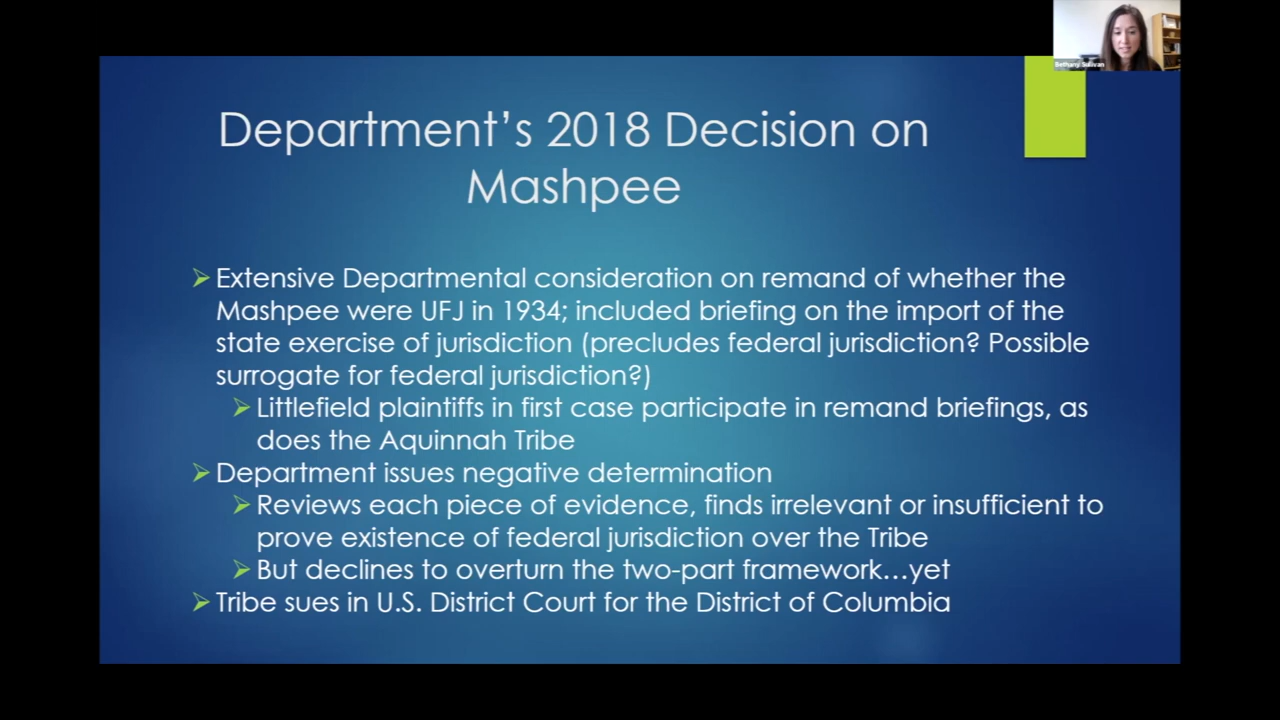 Bethany Sullivan
Department's 2018 Decision on
Mashpee
➢Extensive Departmental consideration on remand of whether the
Mashpee were UFJ in 1934; included briefing on the import of the
state exercise of jurisdiction (precludes federal jurisdiction? Possible
surrogate for federal jurisdiction?)
➢Littlefield plaintiffs in first case participate in remand briefings, as
does the Aquinnah Tribe
➢Department issues negative determination
➢Reviews each piece of evidence, finds irrelevant or insufficient to
prove existence of federal jurisdiction over the Tribe
➢But declines to overturn the two-part framework…yet
➢Tribe sues in U.S. District Court for the District of Columbia